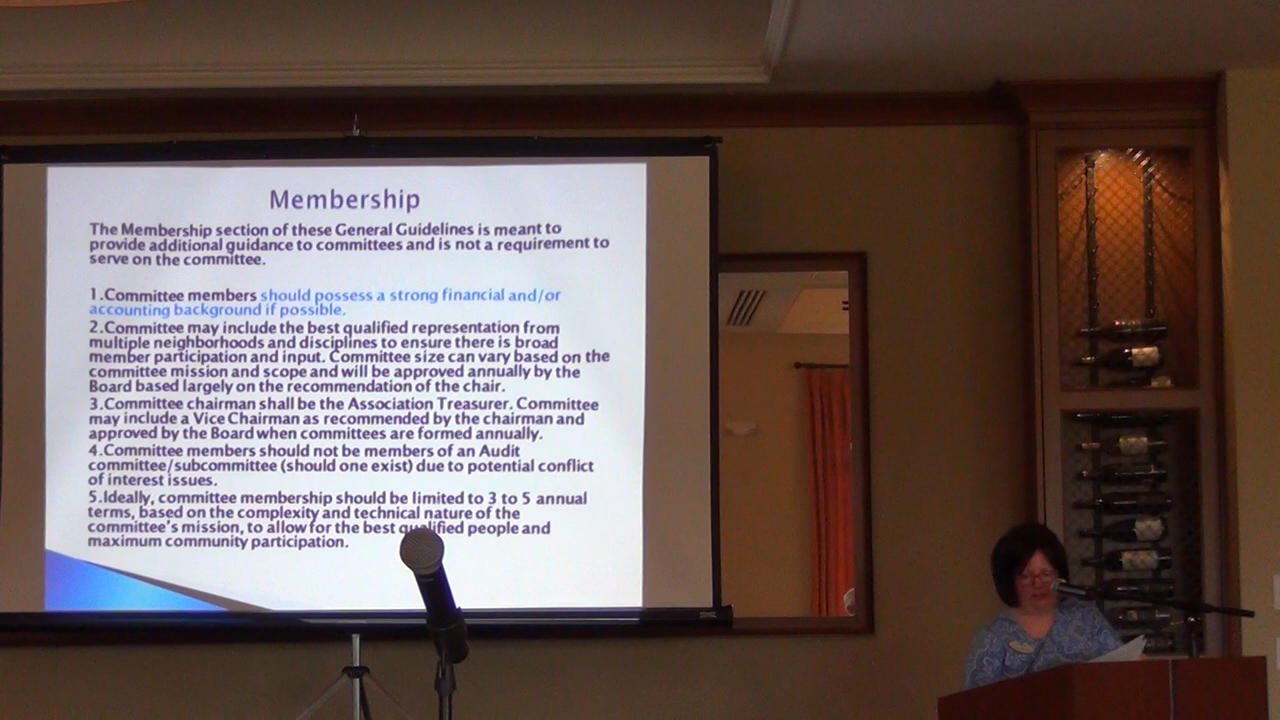 Membership
The Membership section of these General Guidelines is meant to
provide additional guidance to committees and is not a requirement to
serve on the committee.
1.Committee members should possess a strong financial and/or
accounting background if possible.
2.Committee may include the best qualified representation from
multiple neighborhoods and disciplines to ensure there is broad
member participation and input. Committee size can vary based on the
committee mission and scope and will be approved annually by the
Board based largely on the recommendation of the chair.
3.Committee chairman shall be the Association Treasurer. Committee
may include a Vice Chairman as recommended by the chairman and
approved by the Board when committees are formed annually.
4.Committee members should not be members of an Audit
committee/subcommittee (should one exist) due to potential conflict
of interest issues.
5.Ideally, committee membership should be limited to 3 to 5 annual
terms, based on the complexity and technical nature of the
committee's mission, to allow for the best qualified people and
maximum community participation.